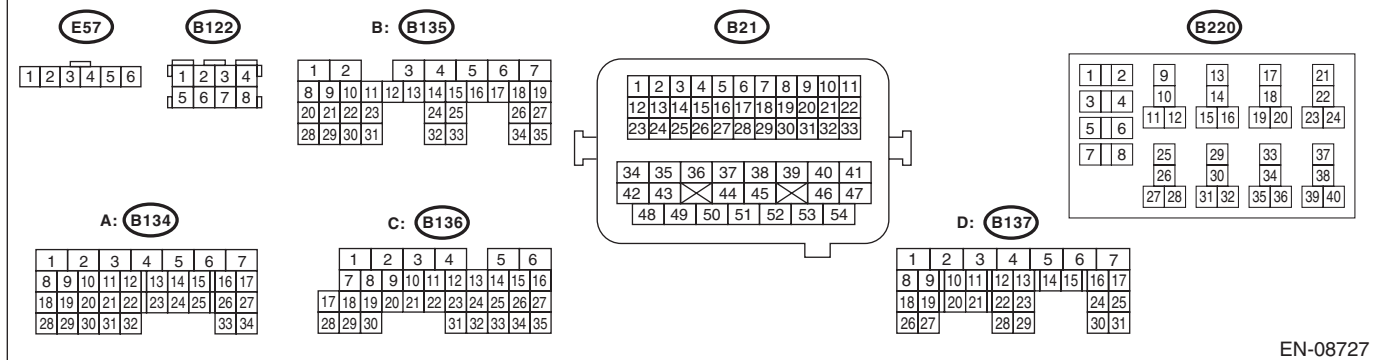 E57
1 2 3 4 5 6
B122
1 2 3 4
5 6 7 8
B: B135
1 2 3 4 5 6 7
8 9 10 11 12 13 14 15 16 17 18 19
20 21 22 23 24 25 26 27
28 29 30 31 32 33 34 35
B21
1 2 3 4 5 6 7 8 9 10 11
12 13 14 15 16 17 18 19 20 21 22
23 24 25 26 27 28 29 30 31 32 33
34 35 36 37 38 39 40 41
42 43 44 45 46 47
48 49 50 51 52 53 54
B220
1 2 9 13 17 21
3 4 10 14 18 22
11 12 15 16 19 20 23 24
5 6
7 8 25 29 33 37
26 30 34 38
27 28 31 32 35 36 39 40
A: B134
1 2 3 4 5 6 7
8 9 10 11 12 13 14 15 16 17
18 19 20 21 22 23 24 25 26 27
28 29 30 31 32 33 34
C: B136
1 2 3 4 5 6
7 8 9 10 11 12 13 14 15 16
17 18 19 20 21 22 23 24 25 26 27
28 29 30 31 32 33 34 35
D: B137
1 2 3 4 5 6 7
8 9 10 11 12 13 14 15 16 17
18 19 20 21 22 23 24 25
26 27 28 29 30 31
EN-08727